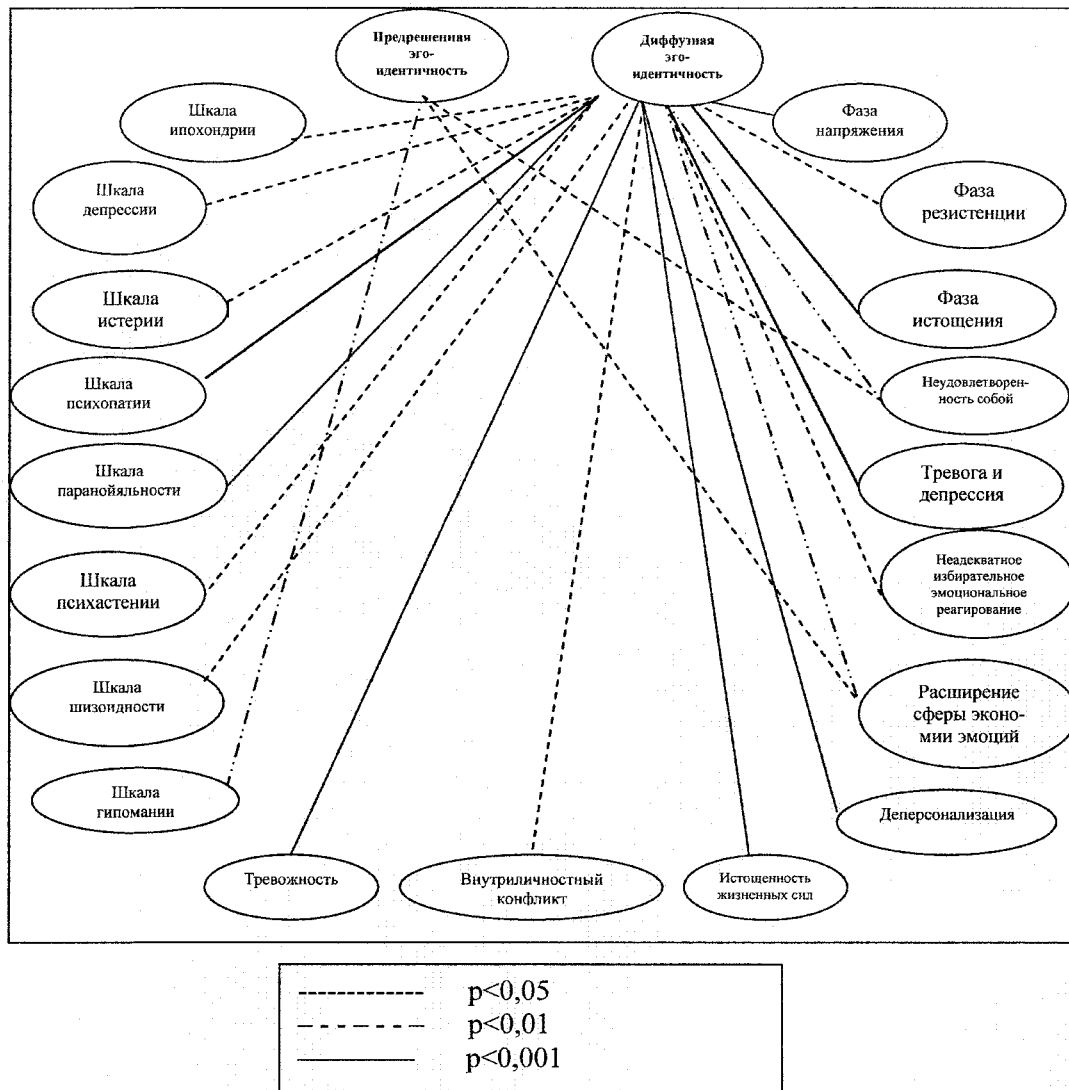 Предрешенная
эго-
идентичность
Диффузная
эго-
идентичность
Шкала
ипохондрии
Фаза
напряжения
Шкала
депрессии
Фаза
резистенции
Шкала
истерии
Фаза
истощения
Шкала
психопатии
Неудовлетворен-
ность собой
Шкала
паранойяльности
Тревога и
депрессия
Шкала
психастении
Неадекватное
избирательное
эмоциональное
реагирование
Шкала
шизоидности
Расширение
сферы эконо-
мии эмоций
Шкала
гипомании
Деперсонализация
Тревожность
Внутриличностный
конфликт
Истощенность
жизненных сил
p<0,05
p<0,01
p<0,001